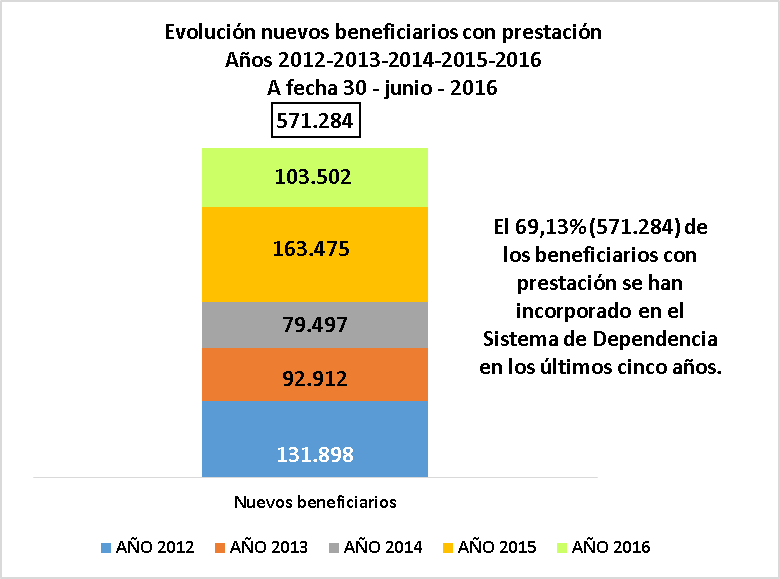 Evolución nuevos beneficiarios con prestación
Años 2012-2013-2014-2015-2016
A fecha 30 - junio - 2016
571.284
103.502
163.475
79.497
92.912
131.898
El 69,13% (571.284) de
los beneficiarios con
prestación se han
incorporado en el
Sistema de Dependencia
en los últimos cinco años.
Nuevos beneficiarios
AÑO 2012 AÑO 2013 AÑO 2014 AÑO 2015 AÑO 2016